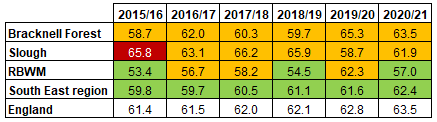 2015/16 2016/17 2017/18 2018/19 2019/20 2020/21
Bracknell Forest 58.7 62.0 60.3 59.7 65.3 63.5
Slough 65.8 63.1 66.2 65.9 58.7 61.9
RBWM 53.4 56.7 58.2 54.5 62.3 57.0
South East region 59.8 59.7 60.5 61.1 61.6 62.4
England 61.4 61.5 62.0 62.1 62.8 63.5